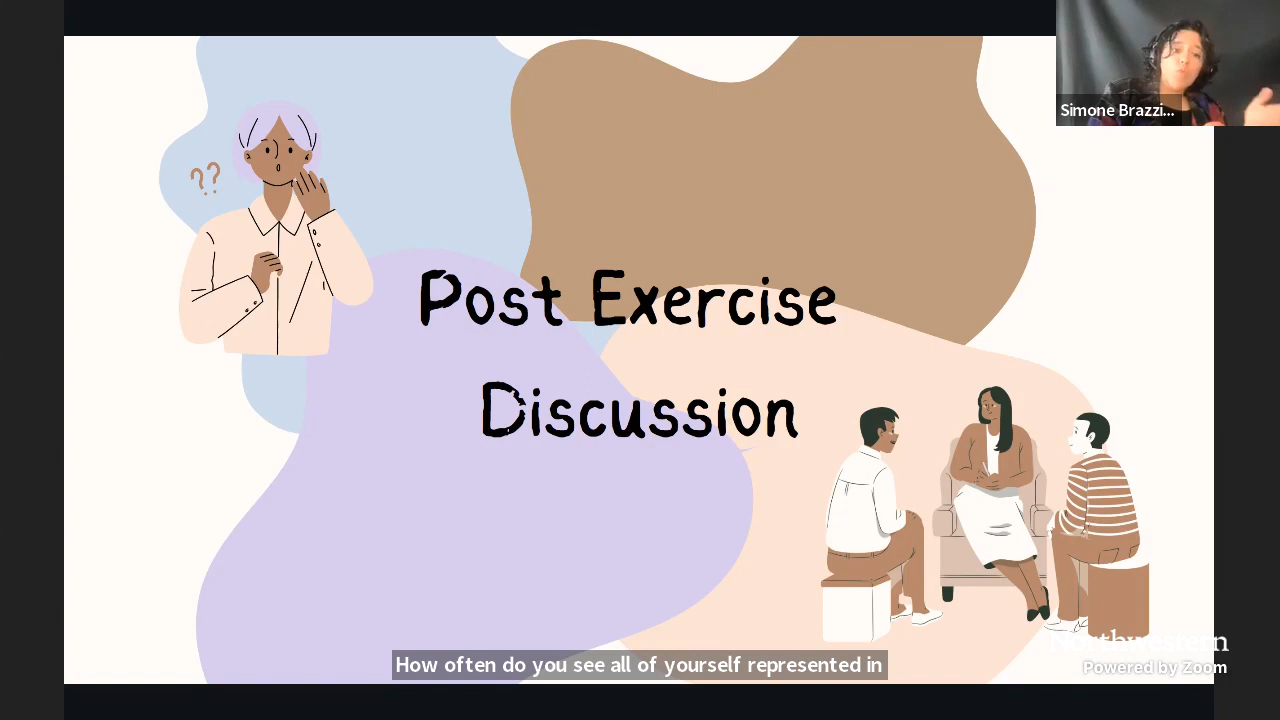 Simone Brazzi...
??
Post Exercise
Discussion
How often do you see all of yourself represented in
Northwestern
Powered by Zoom